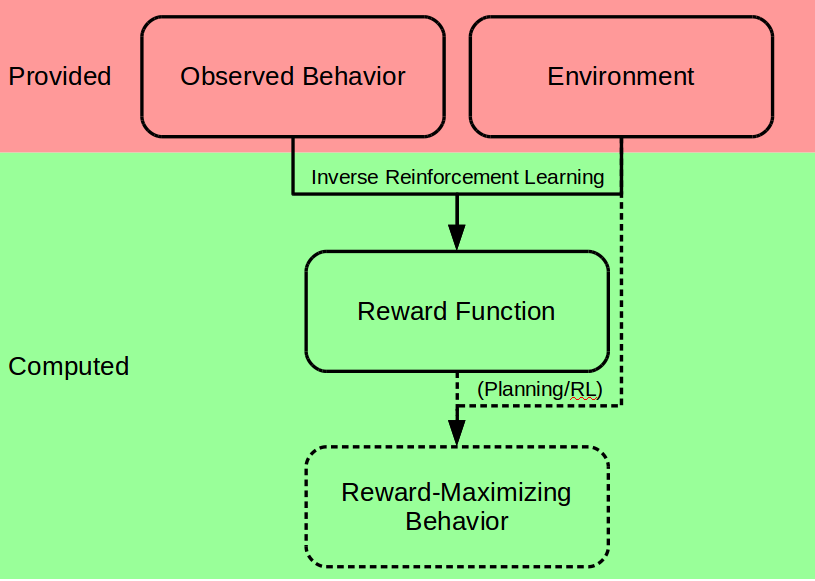 Provided
Observed Behavior
Environment
Inverse Reinforcement Learning
Reward Function
Computed
(Planning/RL)
Reward-Maximizing
Behavior